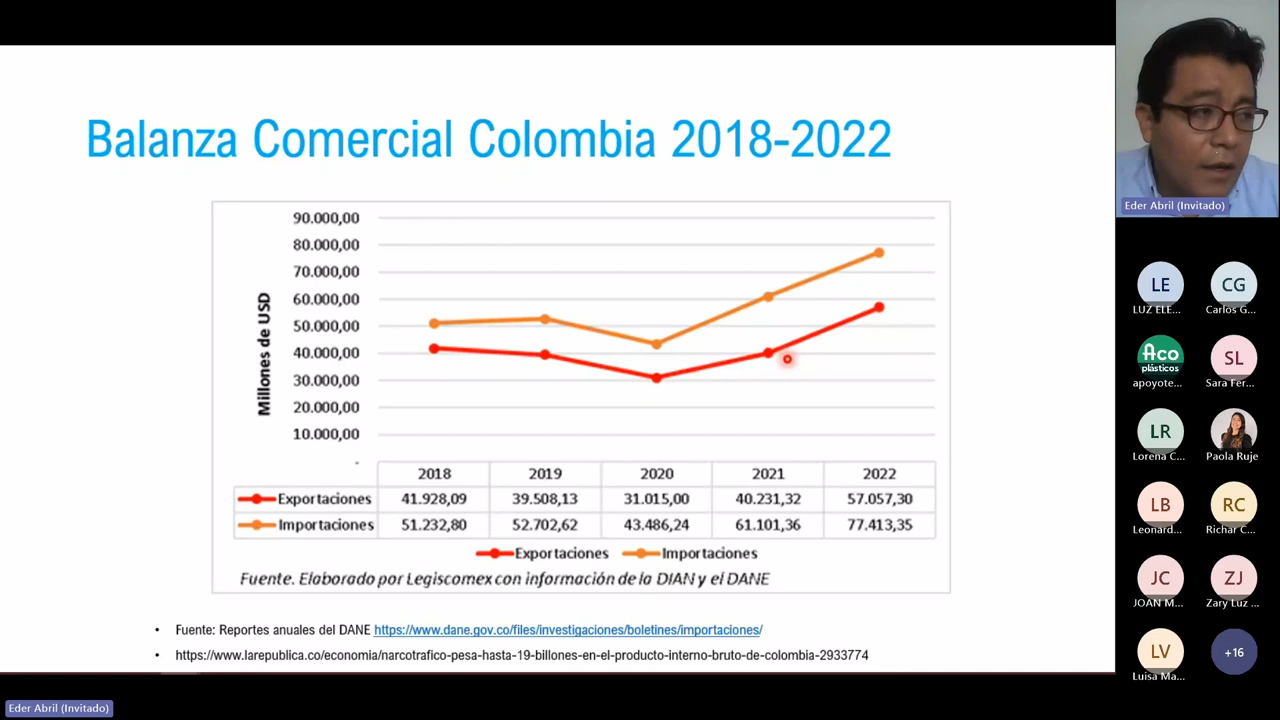 Balanza Comercial Colombia 2018-2022
90.000,00
80.000,00
70.000,00
60.000,00
50.000,00
40.000,00
30.000,00
20.000,00
10.000,00
-
Millones de USD
2018 2019 2020 2021 2022
Exportaciones 41.928,09 39.508,13 31.015,00 40.231,32 57.057,30
Importaciones 51.232,80 52.702,62 43.486,24 61.101,36 77.413,35
Exportaciones Importaciones
Fuente. Elaborado por Legiscomex con información de la DIAN y el DANE
• Fuente: Reportes anuales del DANE https://www.dane.gov.co/files/investigaciones/boletines/importaciones/
• https://www.larepublica.co/economia/narcotrafico-pesa-hasta-19-billones-en-el-producto-interno-bruto-de-colombia-2933774
Eder Abril (Invitado)
Eder Abril (Invitado)
LE CG
LUZ ELE... Carlos G...
Aco plásticos SL
apoyote... Sara Fer...
LR
Lorena C... Paola Ruje
LB RC
Leonard... Richar C...
JC ZJ
JOAN M... Zary Luz ...
LV +16
Luisa Ma...